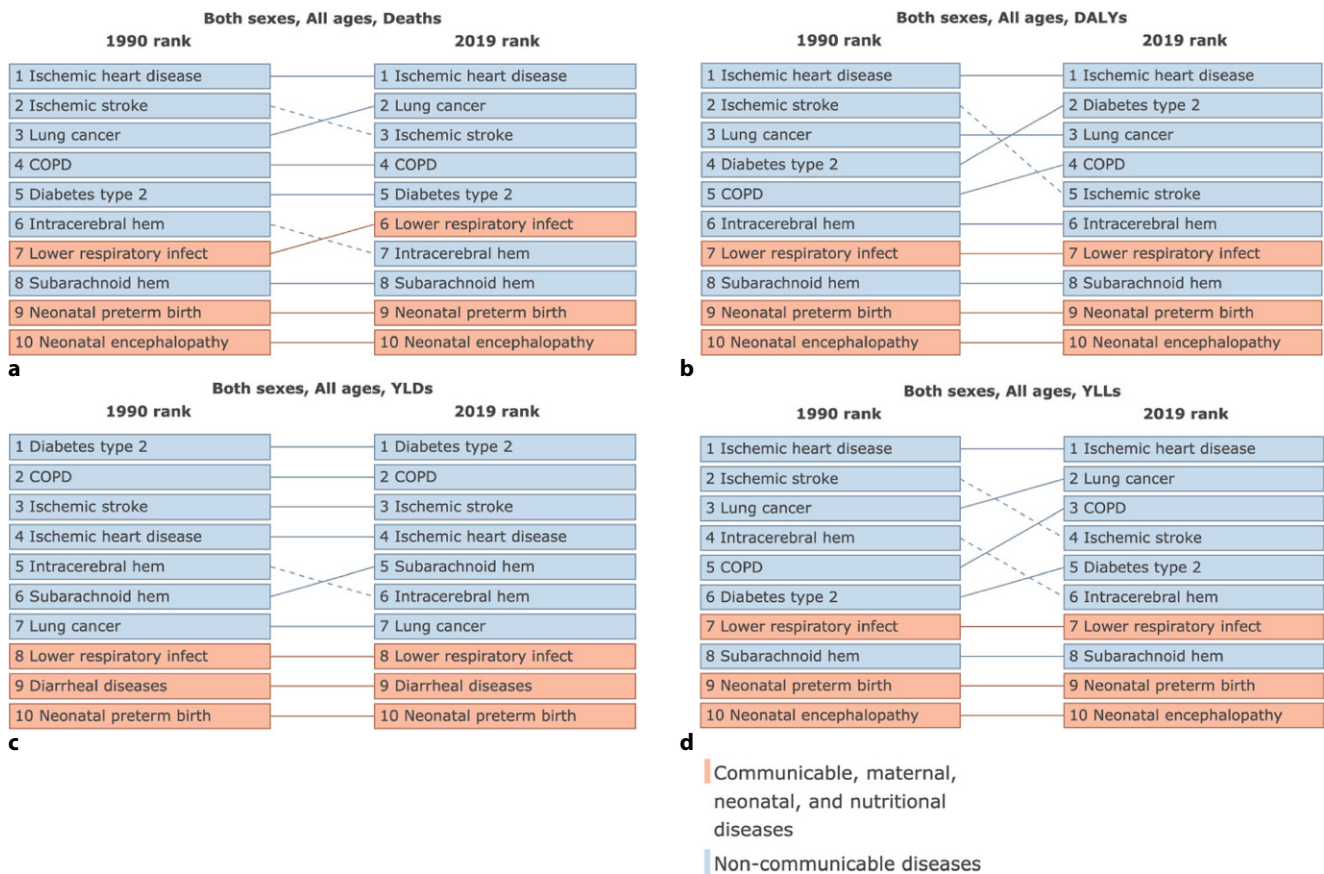 Both sexes, All ages, Deaths
1990 rank
2019 rank
1 Ischemic heart disease
1 Ischemic heart disease
2 Ischemic stroke
2 Lung cancer
3 Lung cancer
3 Ischemic stroke
4 COPD
4 COPD
5 Diabetes type 2
5 Diabetes type 2
6 Intracerebral hem
6 Lower respiratory infect
7 Lower respiratory infect
7 Intracerebral hem
8 Subarachnoid hem
8 Subarachnoid hem
9 Neonatal preterm birth
9 Neonatal preterm birth
10 Neonatal encephalopathy
10 Neonatal encephalopathy
a
Both sexes, All ages, DALYs
1990 rank
2019 rank
1 Ischemic heart disease
1 Ischemic heart disease
2 Ischemic stroke
2 Diabetes type 2
3 Lung cancer
3 Lung cancer
4 Diabetes type 2
4 COPD
5 COPD
5 Ischemic stroke
6 Intracerebral hem
6 Intracerebral hem
7 Lower respiratory infect
7 Lower respiratory infect
8 Subarachnoid hem
8 Subarachnoid hem
9 Neonatal preterm birth
9 Neonatal preterm birth
10 Neonatal encephalopathy
10 Neonatal encephalopathy
b
Both sexes, All ages, YLDs
1990 rank
2019 rank
1 Diabetes type 2
1 Diabetes type 2
2 COPD
2 COPD
3 Ischemic stroke
3 Ischemic stroke
4 Ischemic heart disease
4 Ischemic heart disease
5 Intracerebral hem
5 Subarachnoid hem
6 Subarachnoid hem
6 Intracerebral hem
7 Lung cancer
7 Lung cancer
8 Lower respiratory infect
8 Lower respiratory infect
9 Diarrheal diseases
9 Diarrheal diseases
10 Neonatal preterm birth
10 Neonatal preterm birth
c
Both sexes, All ages, YLLs
1990 rank
2019 rank
1 Ischemic heart disease
1 Ischemic heart disease
2 Ischemic stroke
2 Lung cancer
3 Lung cancer
3 COPD
4 Intracerebral hem
4 Ischemic stroke
5 COPD
5 Diabetes type 2
6 Diabetes type 2
6 Intracerebral hem
7 Lower respiratory infect
7 Lower respiratory infect
8 Subarachnoid hem
8 Subarachnoid hem
9 Neonatal preterm birth
9 Neonatal preterm birth
10 Neonatal encephalopathy
10 Neonatal encephalopathy
d
Communicable, maternal,
neonatal, and nutritional
diseases
Non-communicable diseases